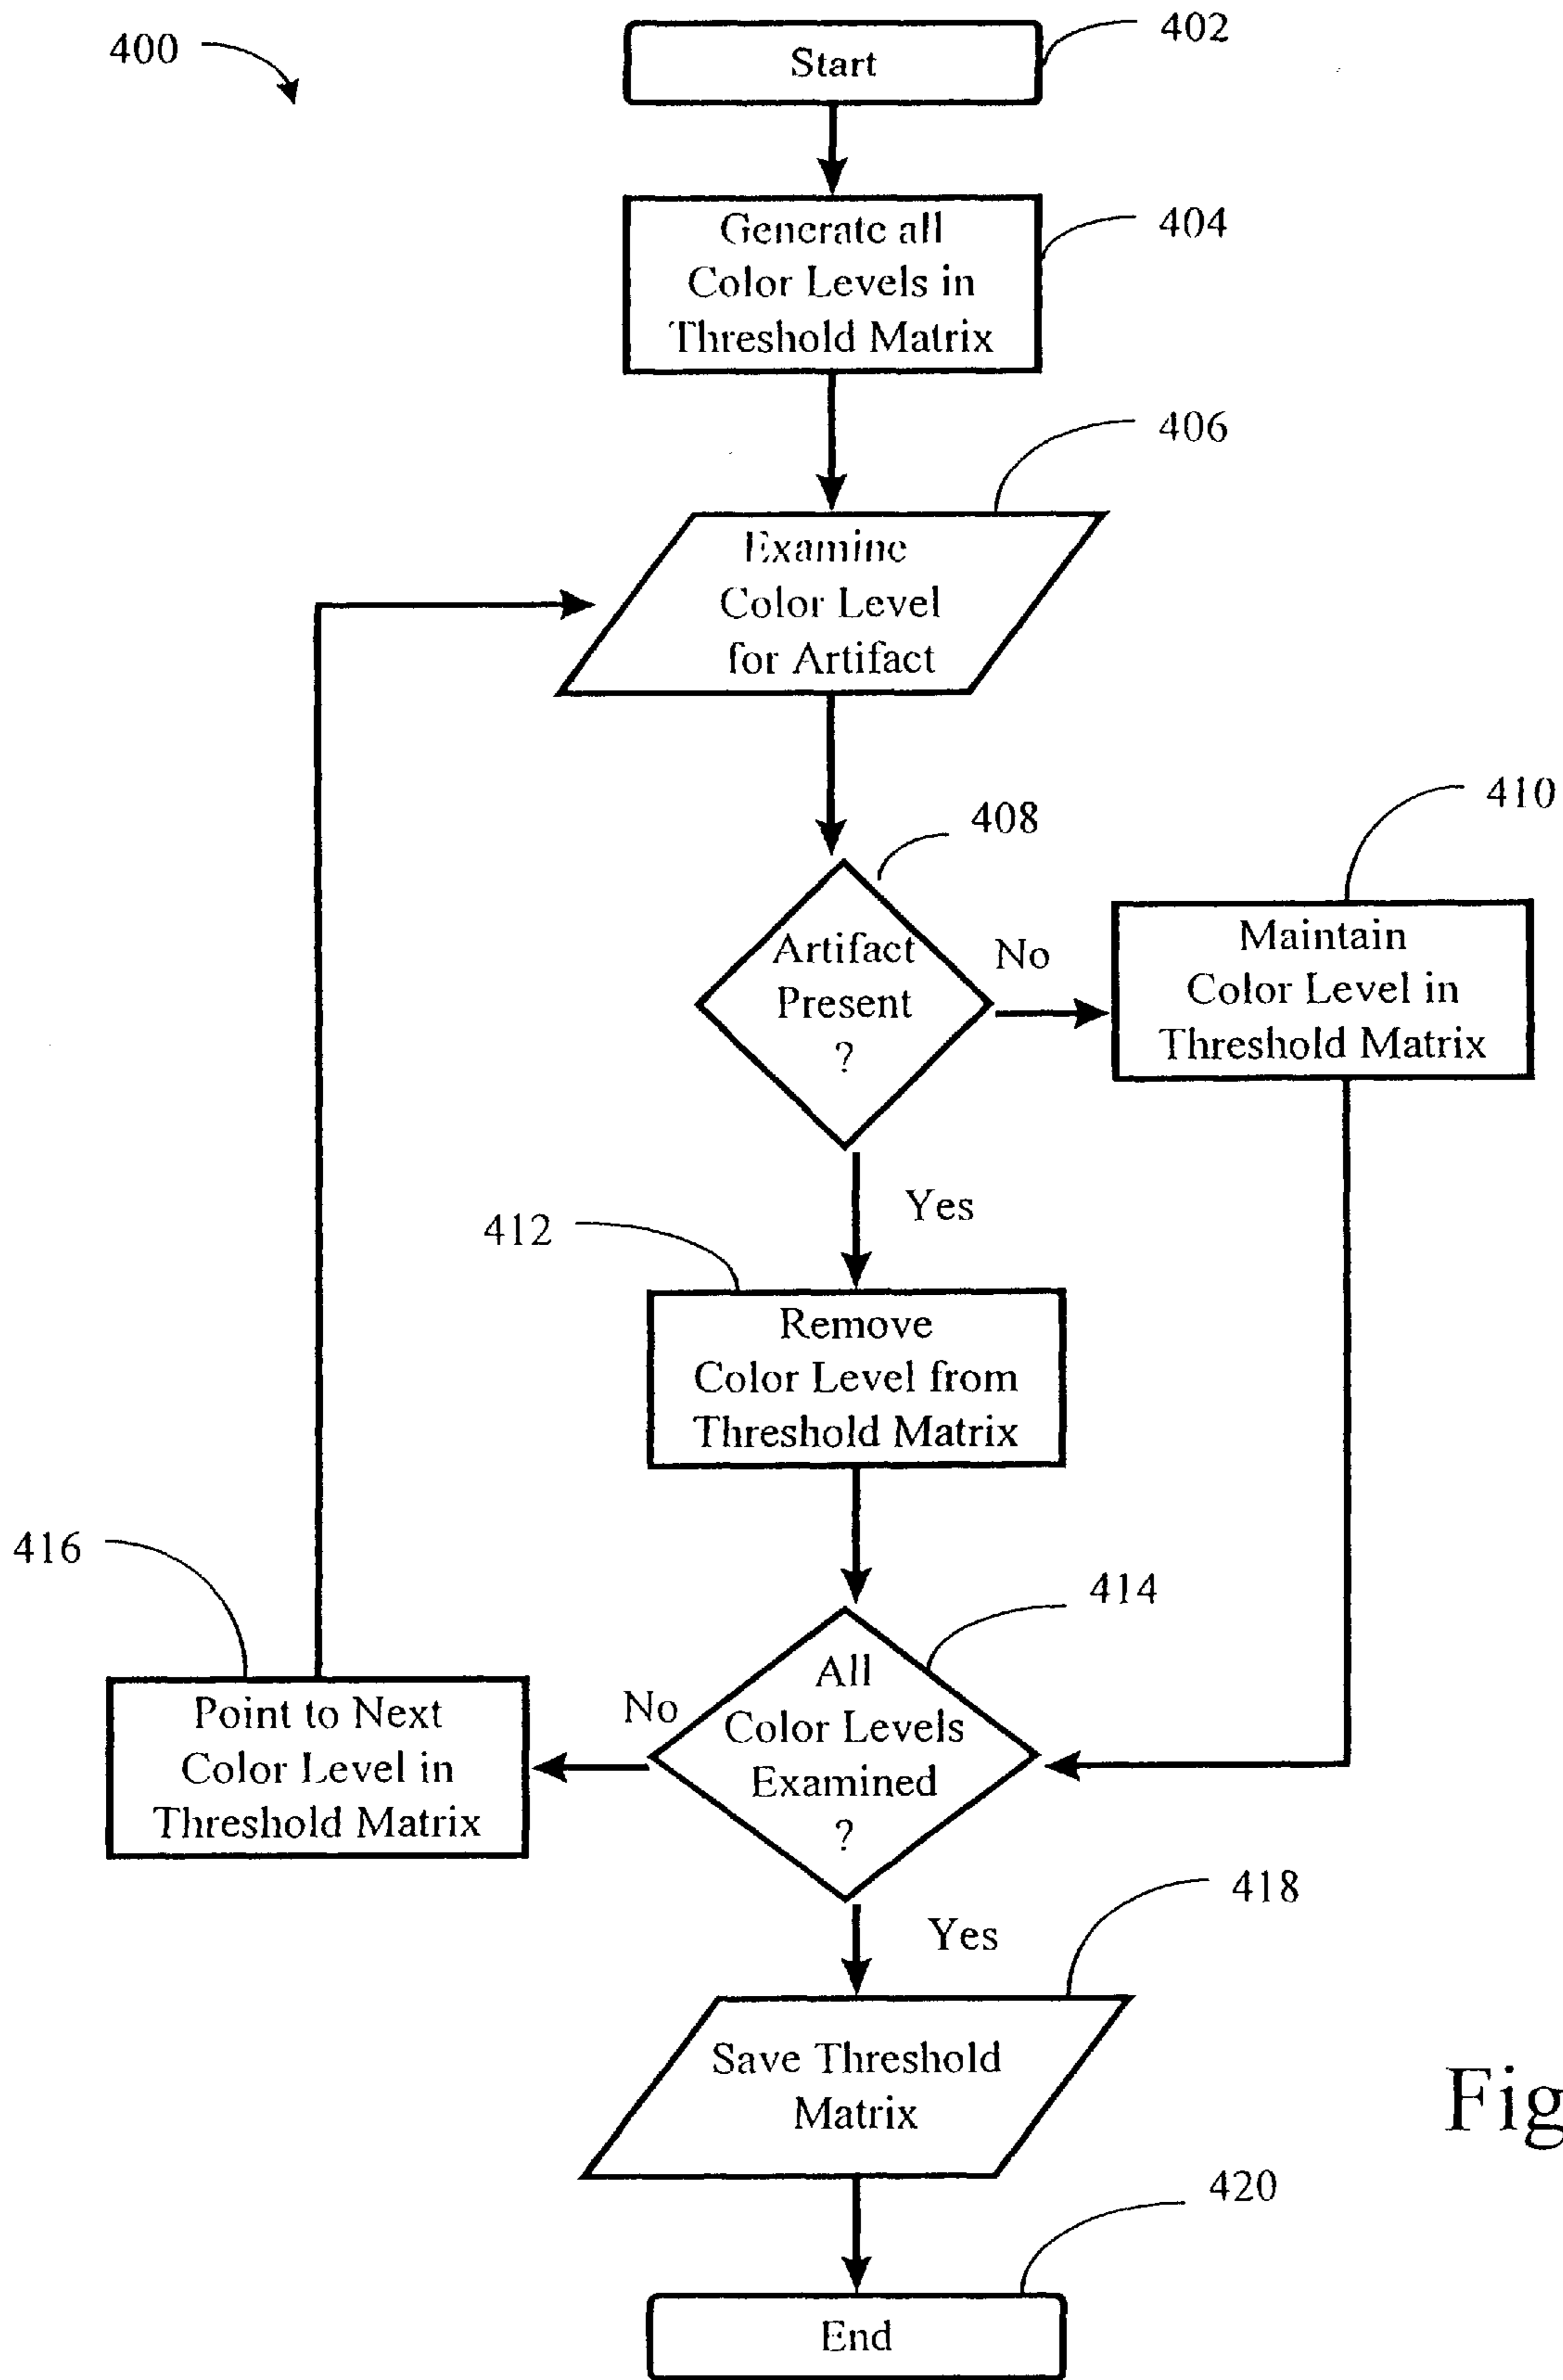 400
402
Start
404
Generate all
Color Levels in
Threshold Matrix
406
Examine
Color Level
for Artifact
408
Artifact
Present
?
No
410
Maintain
Color Level in
Threshold Matrix
Yes
412
Remove
Color Level from
Threshold Matrix
414
All
Color Levels
Examined
?
No
416
Point to Next
Color Level in
Threshold Matrix
Yes
418
Save Threshold
Matrix
Fig
420
End